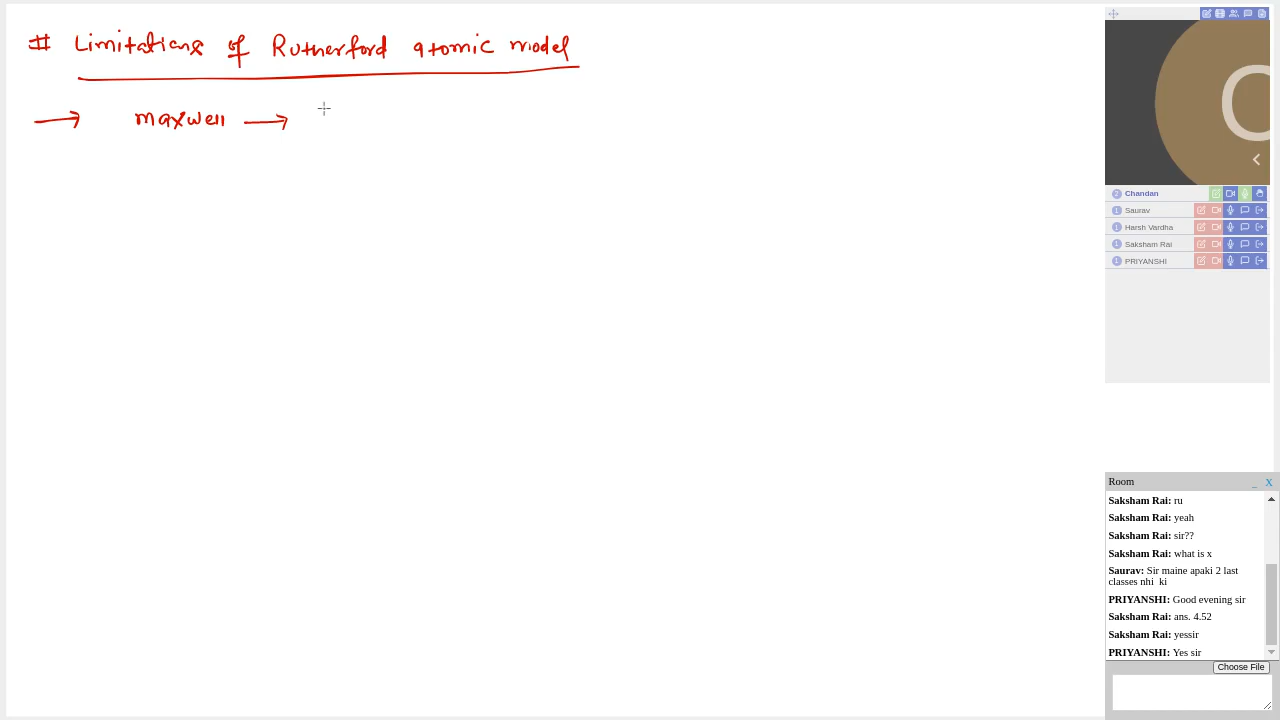 # Limitations of Rutherford atomic model
→ maxwell →
C
Chandan
Saurav
Harsh Vardha
Saksham Rai
PRIYANSHI
Room _ X
Saksham Rai: ru
Saksham Rai: yeah
Saksham Rai: sir??
Saksham Rai: what is x
Saurav: Sir maine apaki 2 last
classes nhi ki
PRIYANSHI: Good evening sir
Saksham Rai: ans. 4.52
Saksham Rai: yessir
PRIYANSHI: Yes sir
Choose File